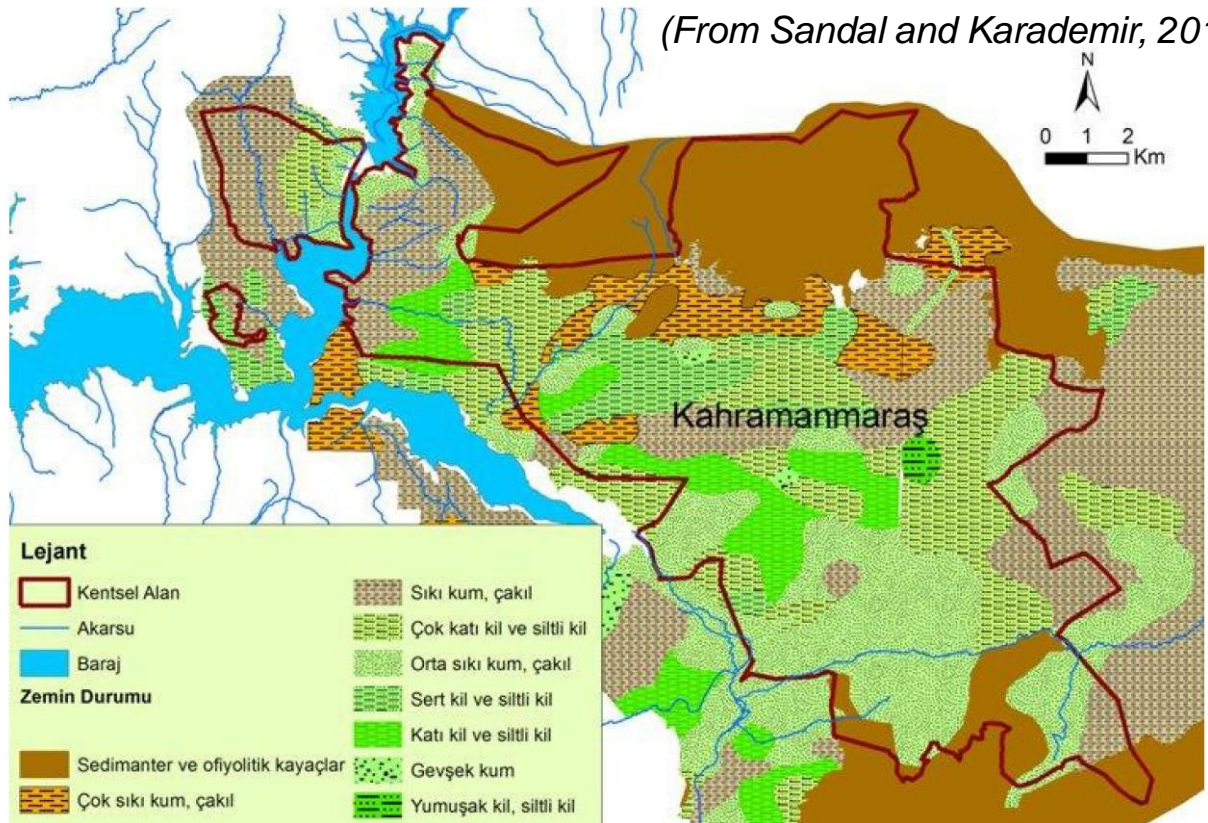 (From Sandal and Karademir, 201
N
0 1 2
Km
Kahramanmaraş
Lejant
Kentsel Alan
Akarsu
Baraj
Zemin Durumu
Sedimanter ve ofiyolitik kayaçlar
Çok sıkı kum, çakıl
Sıkı kum, çakıl
Çok katı kil ve siltli kil
Orta sıkı kum, çakıl
Sert kil ve siltli kil
Katı kil ve siltli kil
Gevşek kum
Yumuşak kil, siltli kil